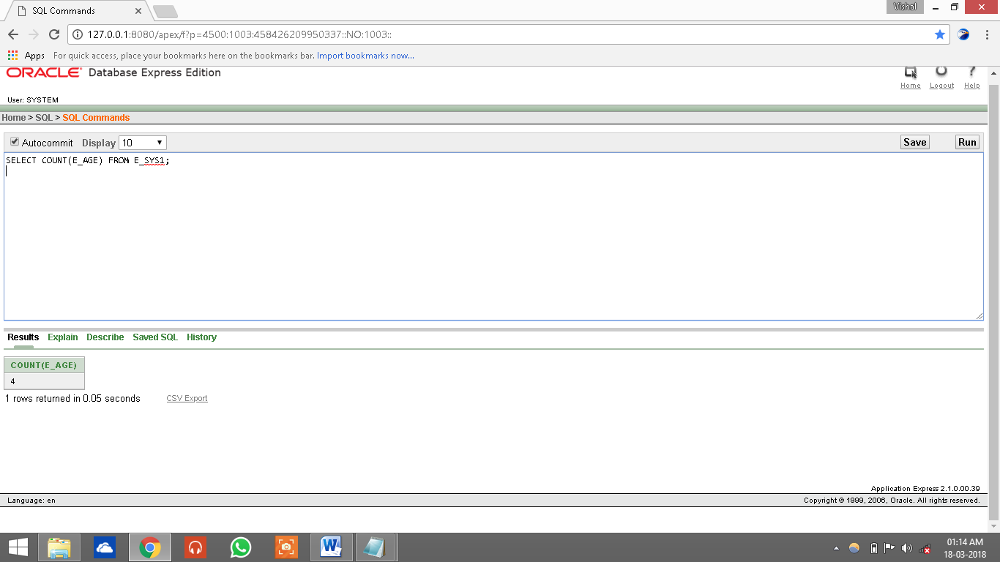 SQL Commands
Vishal
127.0.0.1:8080/apex/f?p=4500:1003:458426209950337::NO:1003::
Apps For quick access, place your bookmarks here on the bookmarks bar. Import bookmarks now...
ORACLE Database Express Edition
Home Logout Help
User: SYSTEM
Home > SQL > SQL Commands
Autocommit Display 10 Save Run
SELECT COUNT(E_AGE) FROM E_SYS1;
Results Explain Describe Saved SQL History
COUNT(E_AGE)
4
1 rows returned in 0.05 seconds CSV Export
Application Express 2.1.0.00.39
Language: en Copyright © 1999, 2006, Oracle. All rights reserved.
01:14 AM
18-03-2018